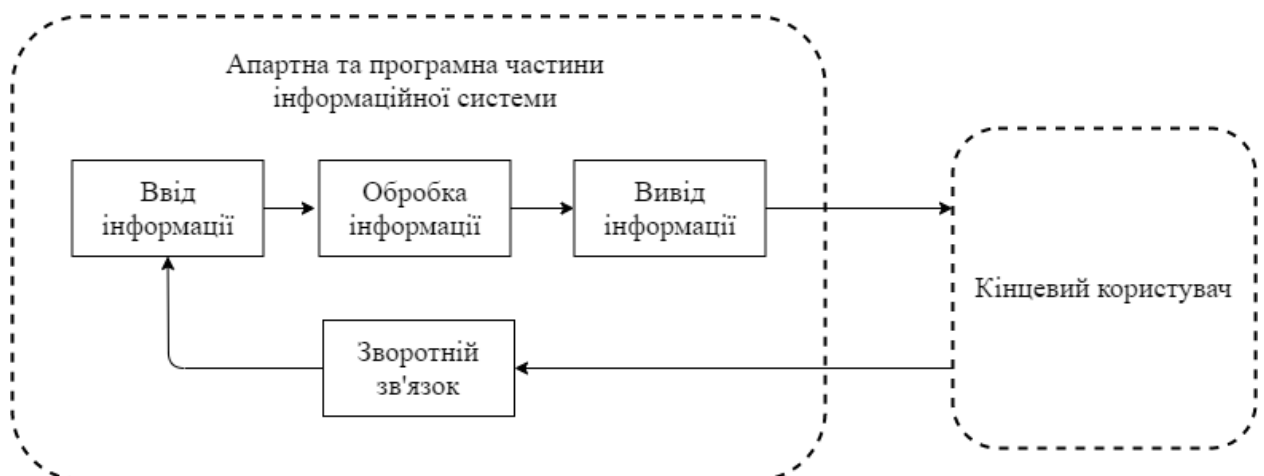 Апартна та програмна частини
інформаційної системи
Ввід
інформації
Обробка
інформації
Вивід
інформації
Кінцевий користувач
Зворотній
зв'язок